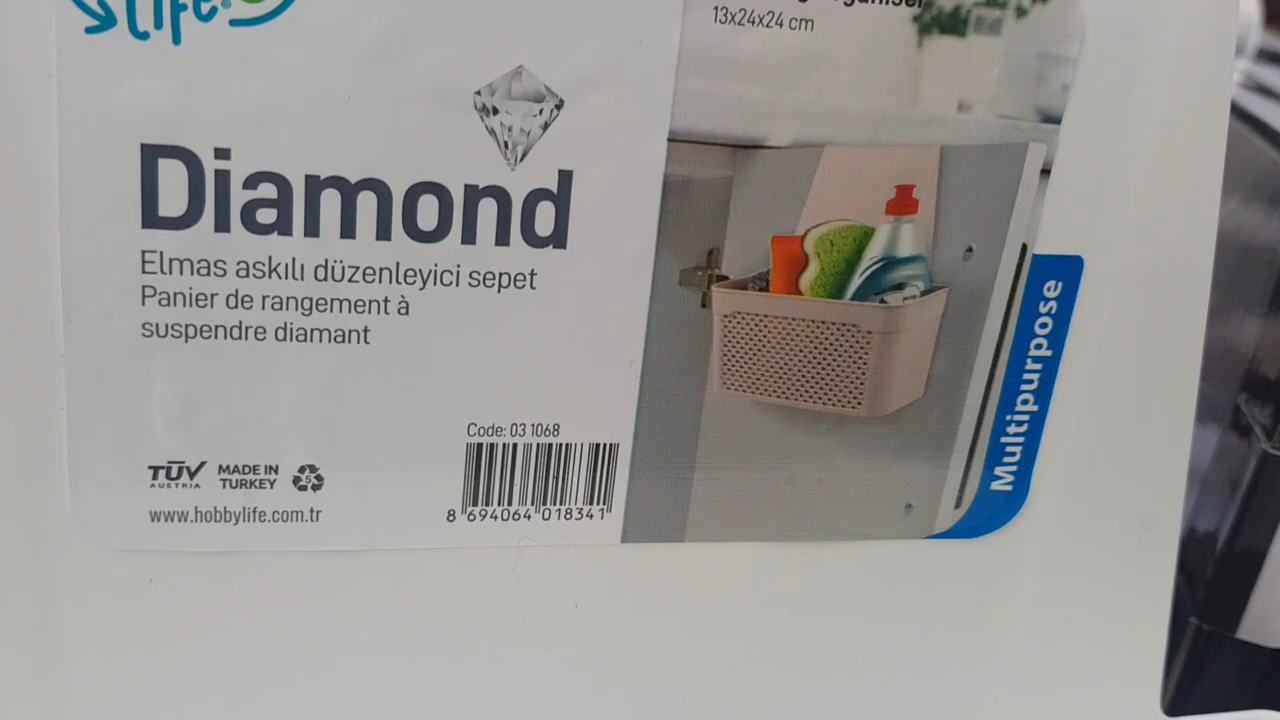 Life
13x24x24 cm
Diamond
Elmas askılı düzenleyici sepet
Panier de rangement à
suspendre diamant
Multipurpose
Code: 03 1068
TÜV
AUSTRIA
MADE IN
TURKEY
5
www.hobbylife.com.tr
8 694064 018341